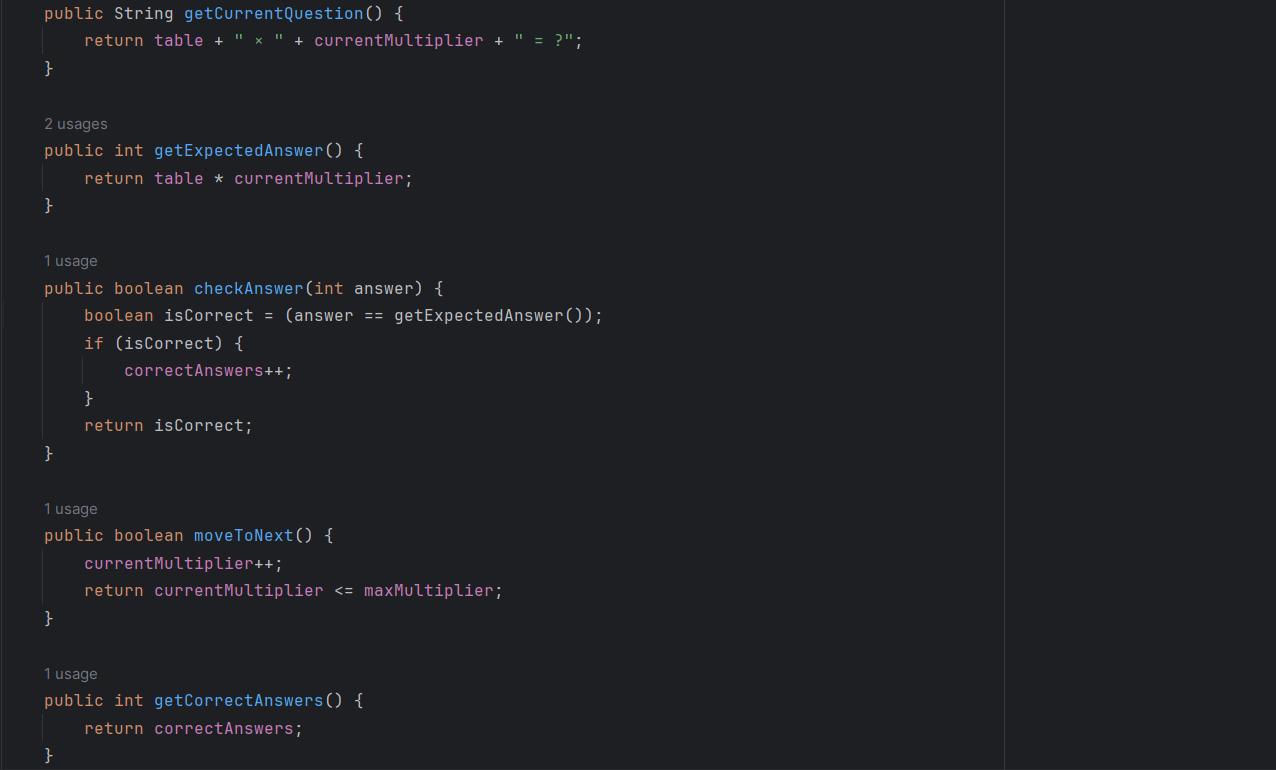 public String getCurrentQuestion() {
    return table + " × " + currentMultiplier + " = ?";
}
2 usages
public int getExpectedAnswer() {
    return table * currentMultiplier;
}
1 usage
public boolean checkAnswer(int answer) {
    boolean isCorrect = (answer == getExpectedAnswer());
    if (isCorrect) {
        correctAnswers++;
    }
    return isCorrect;
}
1 usage
public boolean moveToNext() {
    currentMultiplier++;
    return currentMultiplier <= maxMultiplier;
}
1 usage
public int getCorrectAnswers() {
    return correctAnswers;
}